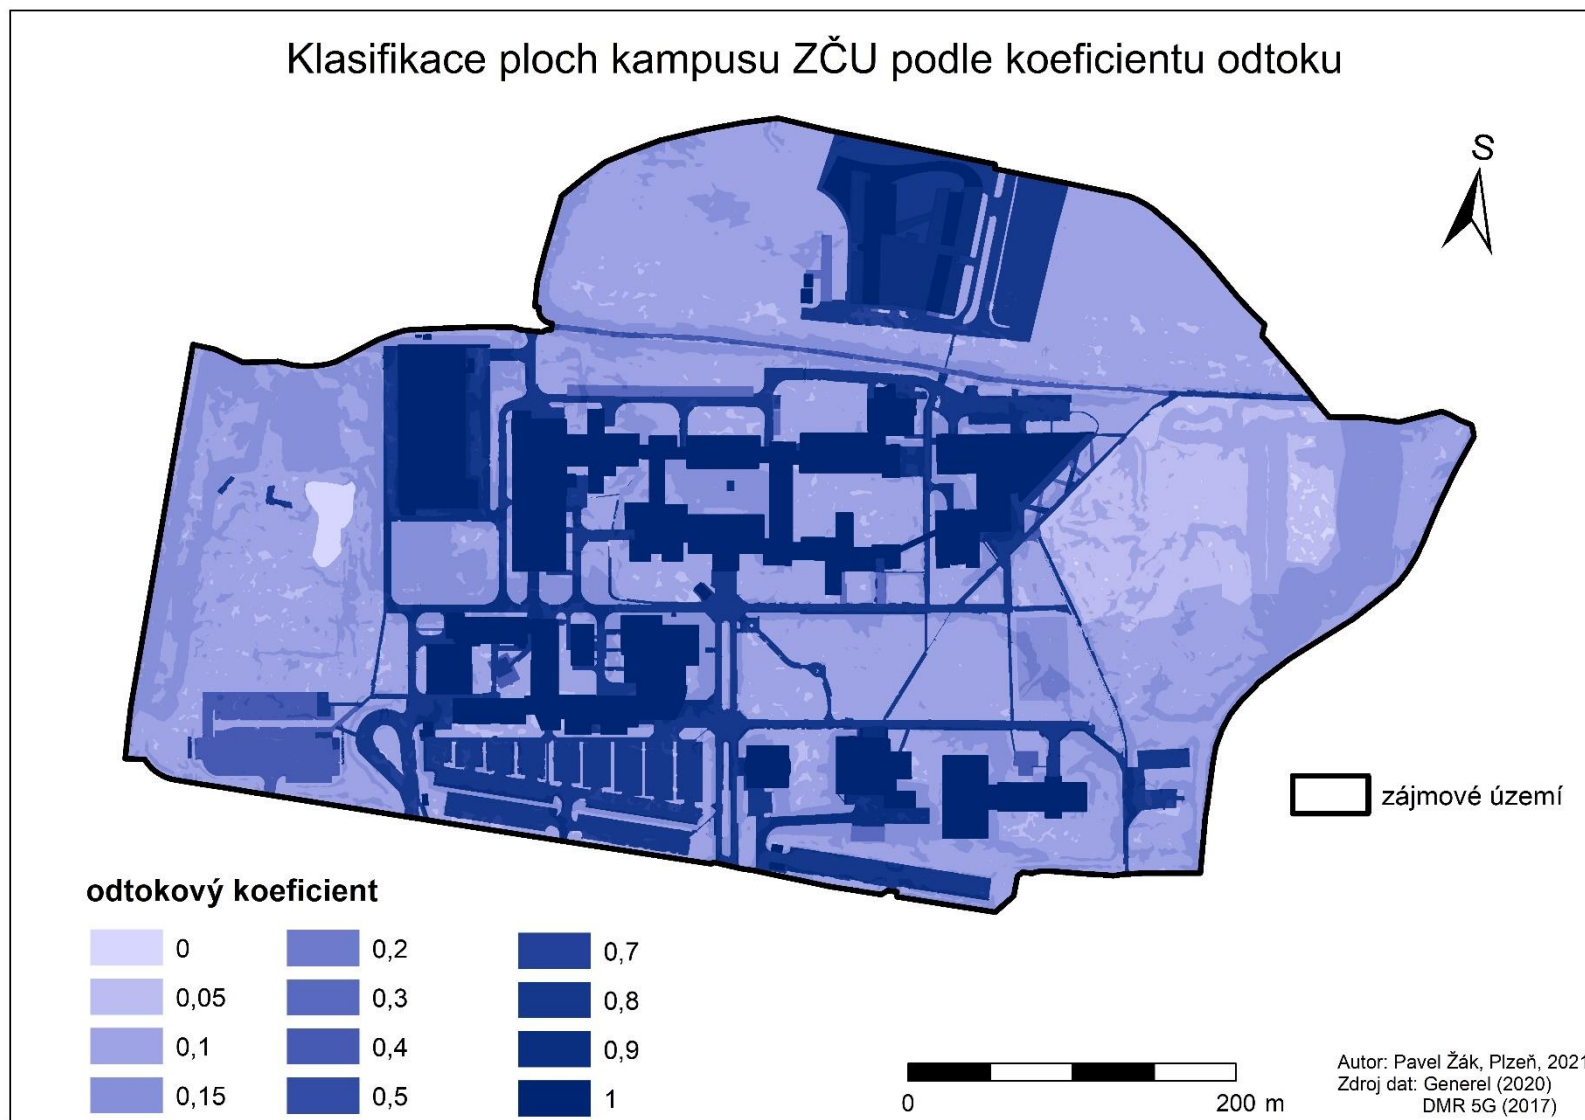 Klasifikace ploch kampusu ZČU podle koeficientu odtoku
S
zájmové území
odtokový koeficient
0
0,05
0,1
0,15
0,2
0,3
0,4
0,5
0,7
0,8
0,9
1
0 200 m
Autor: Pavel Žák, Plzeň, 2021
Zdroj dat: Generel (2020)
DMR 5G (2017)